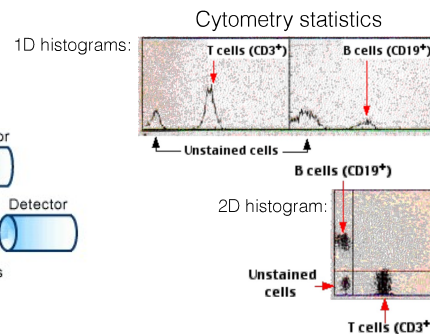 Cytometry statistics
1D histograms:
T cells (CD3+)
B cells (CD19+)
or
Unstained cells
B cells (CD19+)
Detector
2D histogram:
s
Unstained
cells
T cells (CD3+